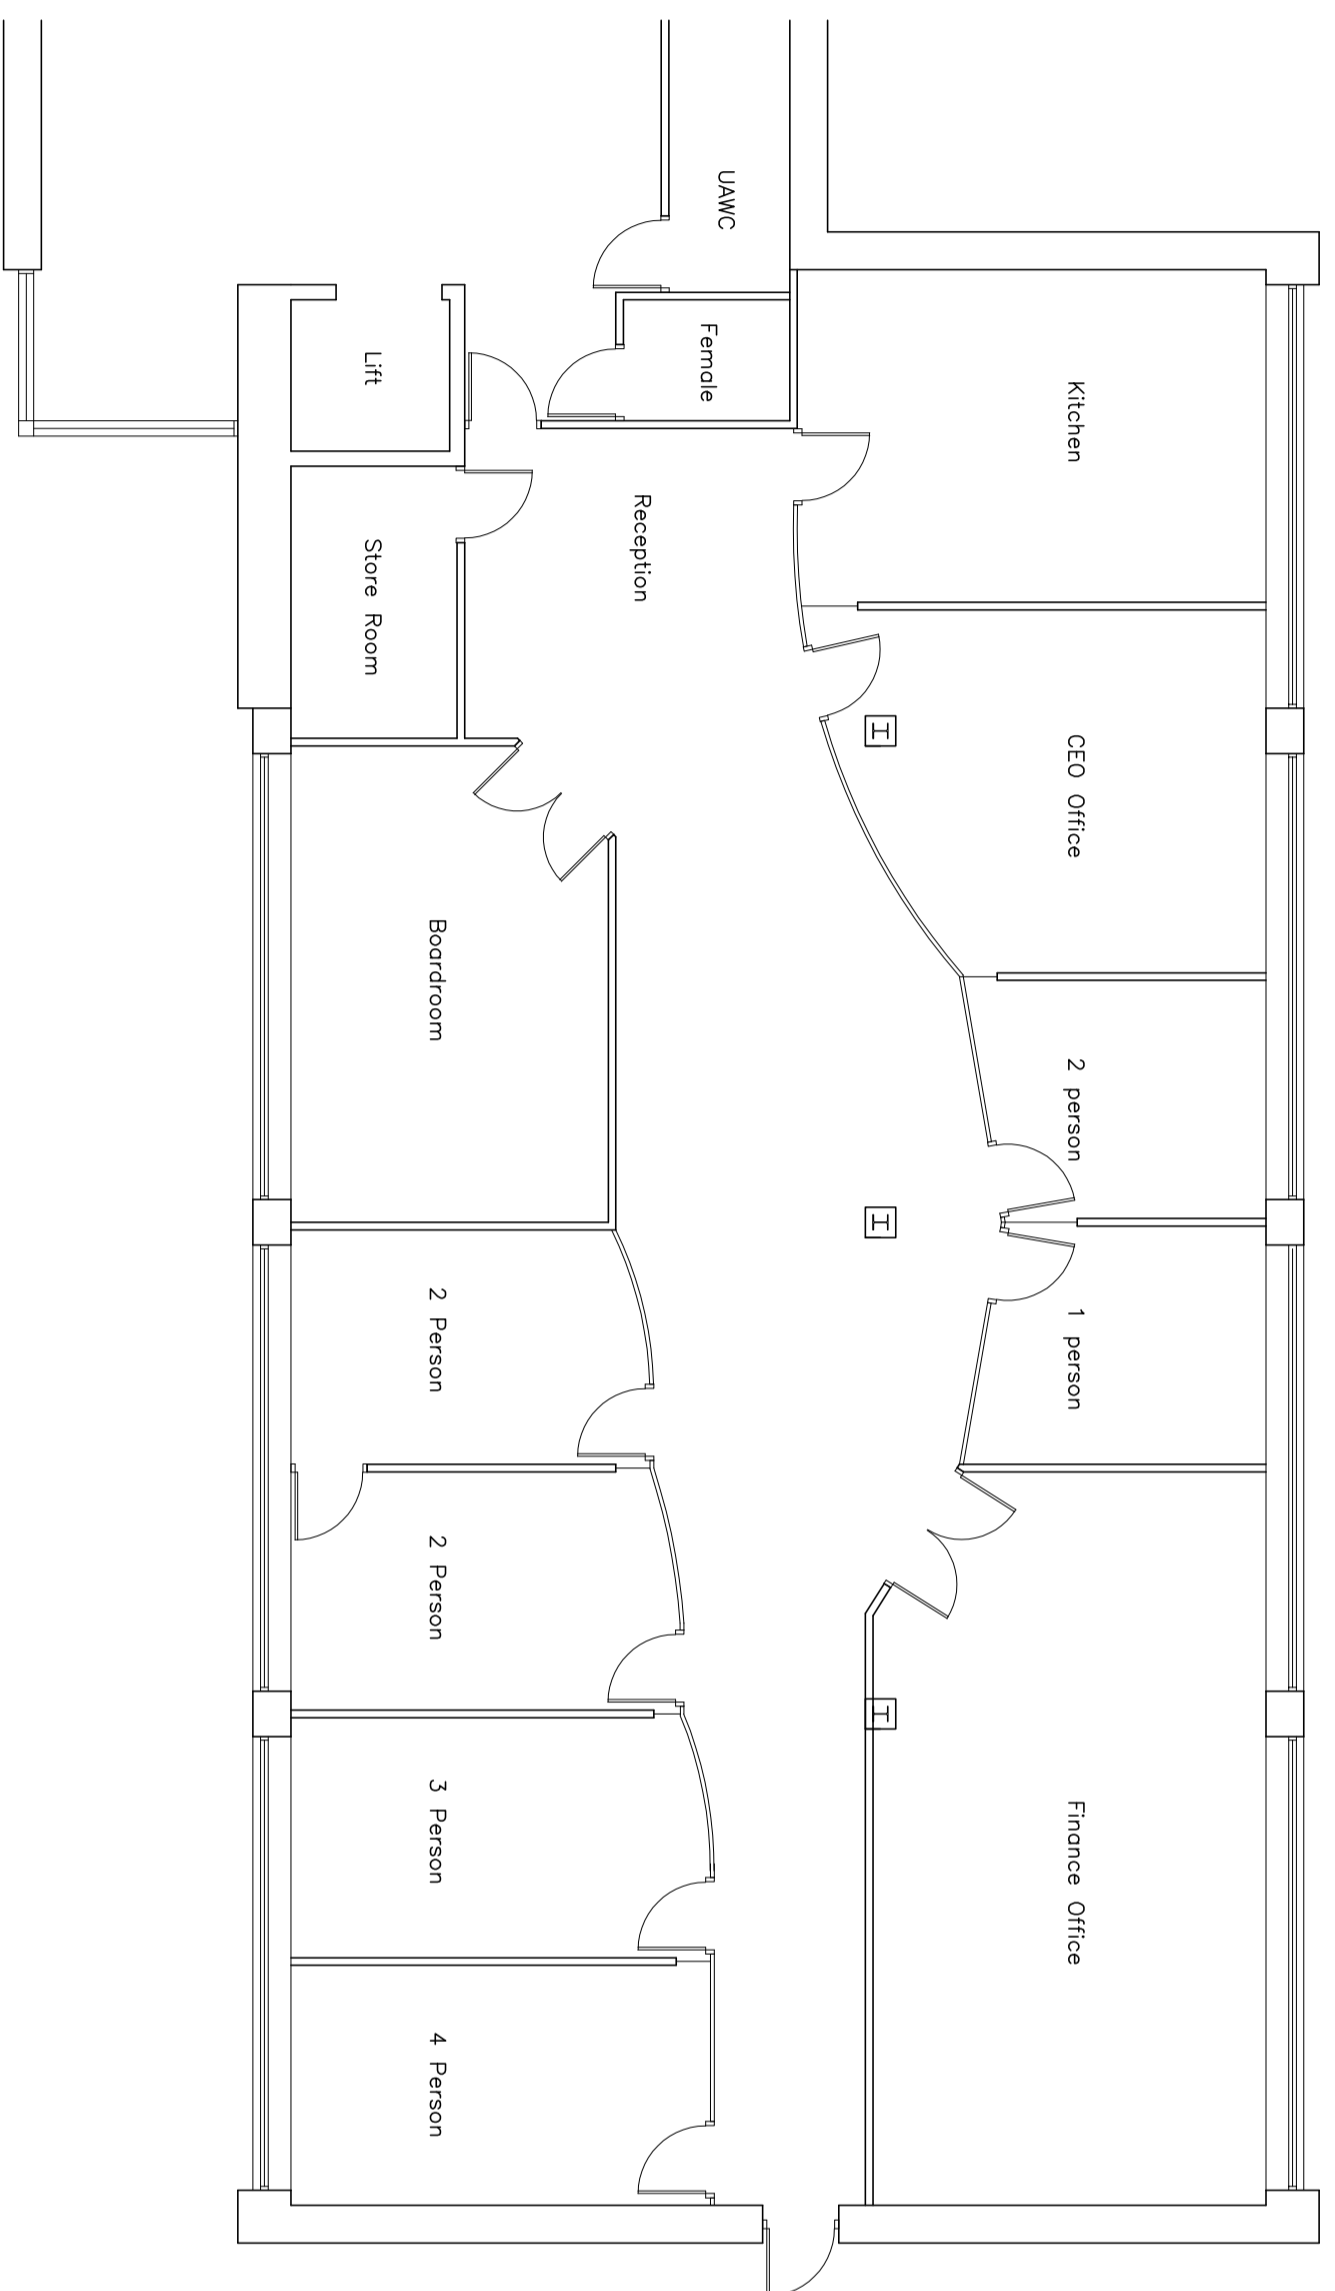 UAWC
Female
Lift
Kitchen
Reception
Store Room
CEO Office
Boardroom
2 person
1 person
2 Person
2 Person
3 Person
Finance Office
4 Person